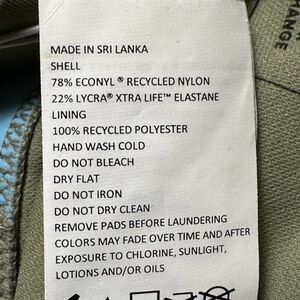 MADE IN SRI LANKA
SHELL
78% ECONYL ® RECYCLED NYLON
22% LYCRA® XTRA LIFE™ ELASTANE
LINING
100% RECYCLED POLYESTER
HAND WASH COLD
DO NOT BLEACH
DRY FLAT
DO NOT IRON
DO NOT DRY CLEAN
REMOVE PADS BEFORE LAUNDERING
COLORS MAY FADE OVER TIME AND AFTER
EXPOSURE TO CHLORINE, SUNLIGHT,
LOTIONS AND/OR OILS